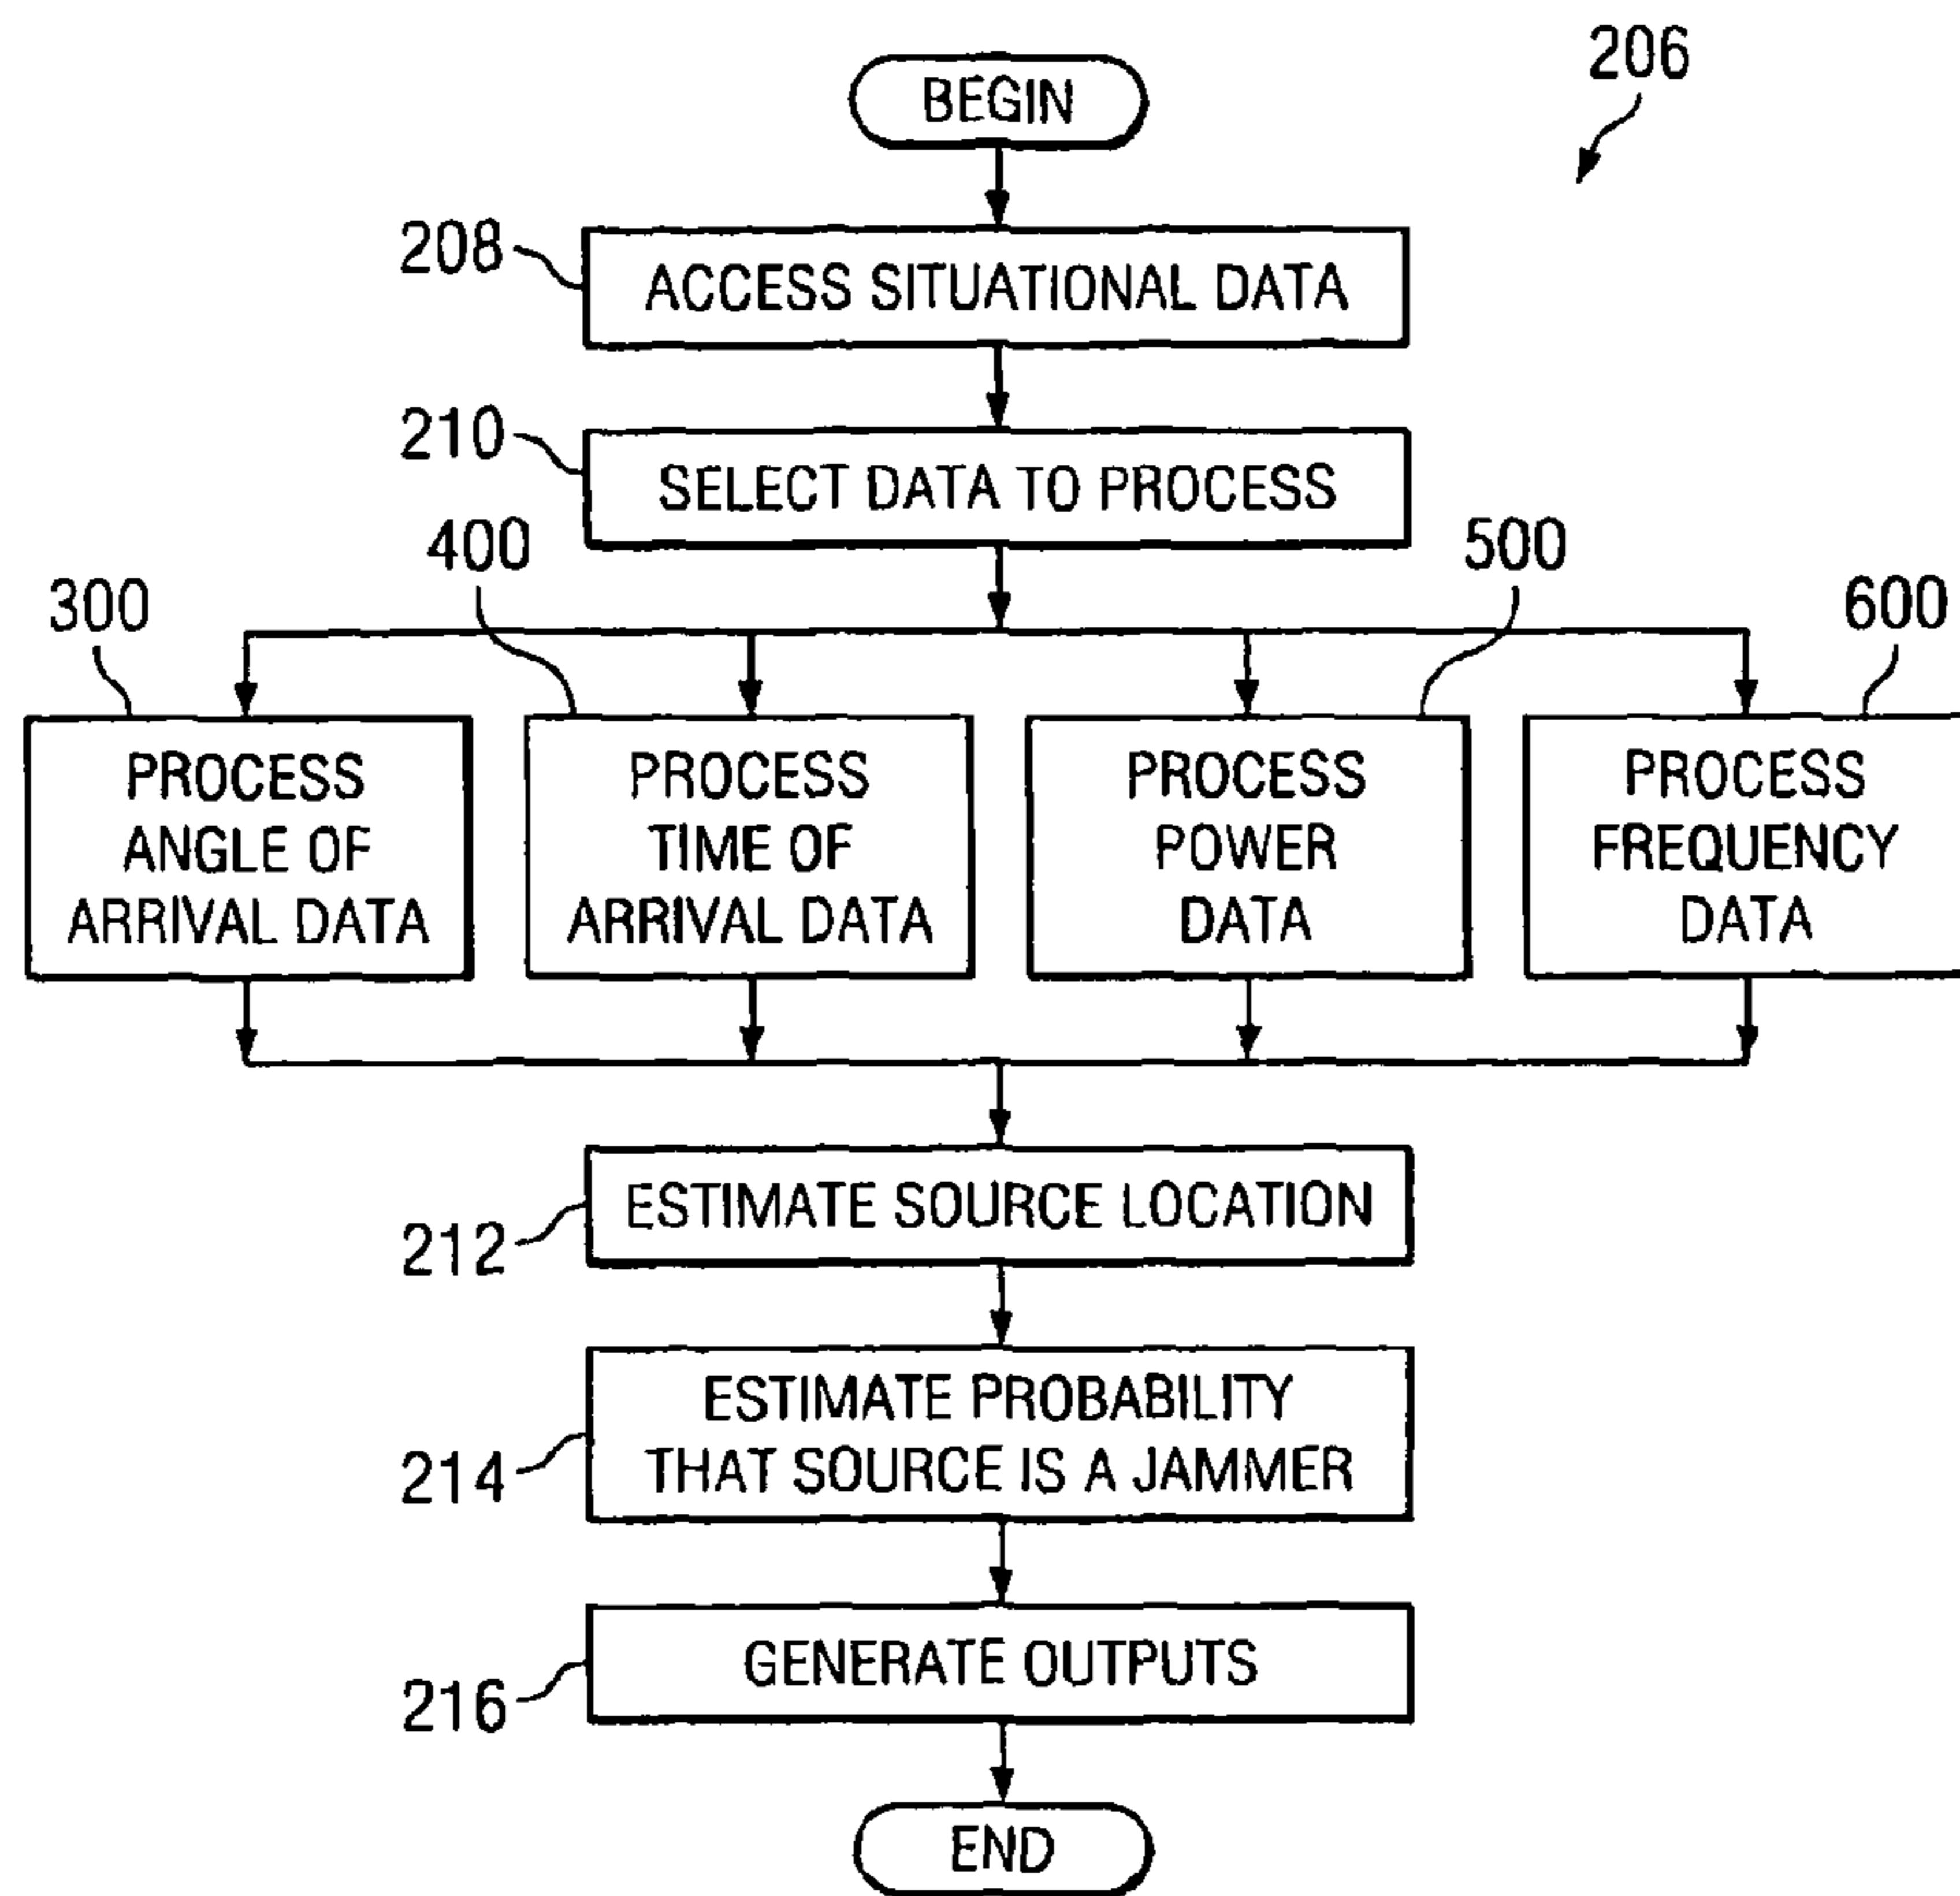 206
BEGIN
208
ACCESS SITUATIONAL DATA
210
SELECT DATA TO PROCESS
400
500
300
600
PROCESS
ANGLE OF
ARRIVAL DATA
PROCESS
TIME OF
ARRIVAL DATA
PROCESS
POWER
DATA
PROCESS
FREQUENCY
DATA
ESTIMATE SOURCE LOCATION
212
ESTIMATE PROBABILITY
THAT SOURCE IS A JAMMER
214
GENERATE OUTPUTS
216
END